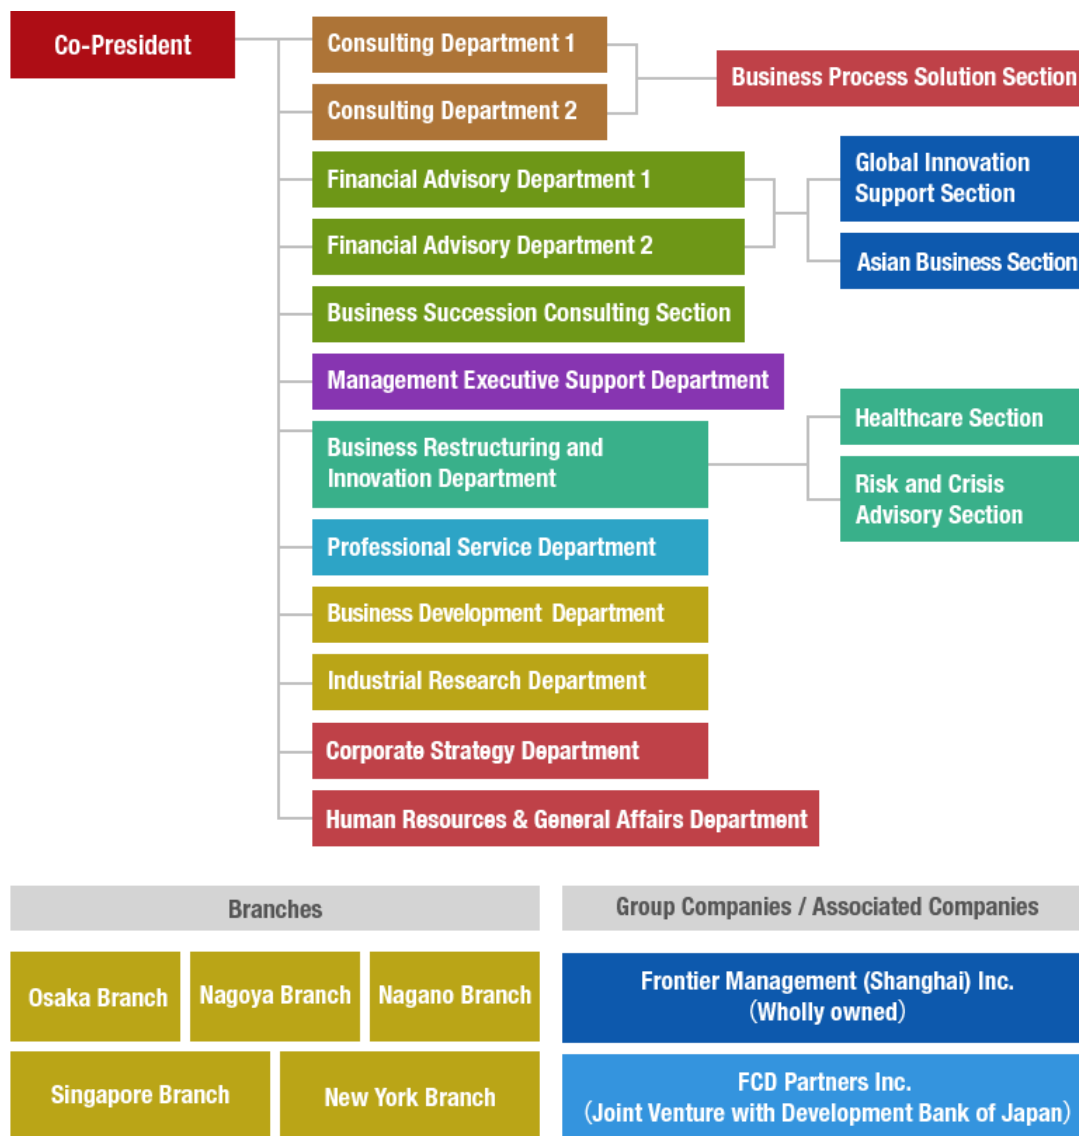 Co-President
Consulting Department 1
Consulting Department 2
Business Process Solution Section
Financial Advisory Department 1
Financial Advisory Department 2
Global Innovation
Support Section
Asian Business Section
Business Succession Consulting Section
Management Executive Support Department
Business Restructuring and
Innovation Department
Healthcare Section
Risk and Crisis
Advisory Section
Professional Service Department
Business Development Department
Industrial Research Department
Corporate Strategy Department
Human Resources & General Affairs Department
Branches
Osaka Branch
Nagoya Branch
Nagano Branch
Singapore Branch
New York Branch
Group Companies / Associated Companies
Frontier Management (Shanghai) Inc.
（Wholly owned）
FCD Partners Inc.
（Joint Venture with Development Bank of Japan）